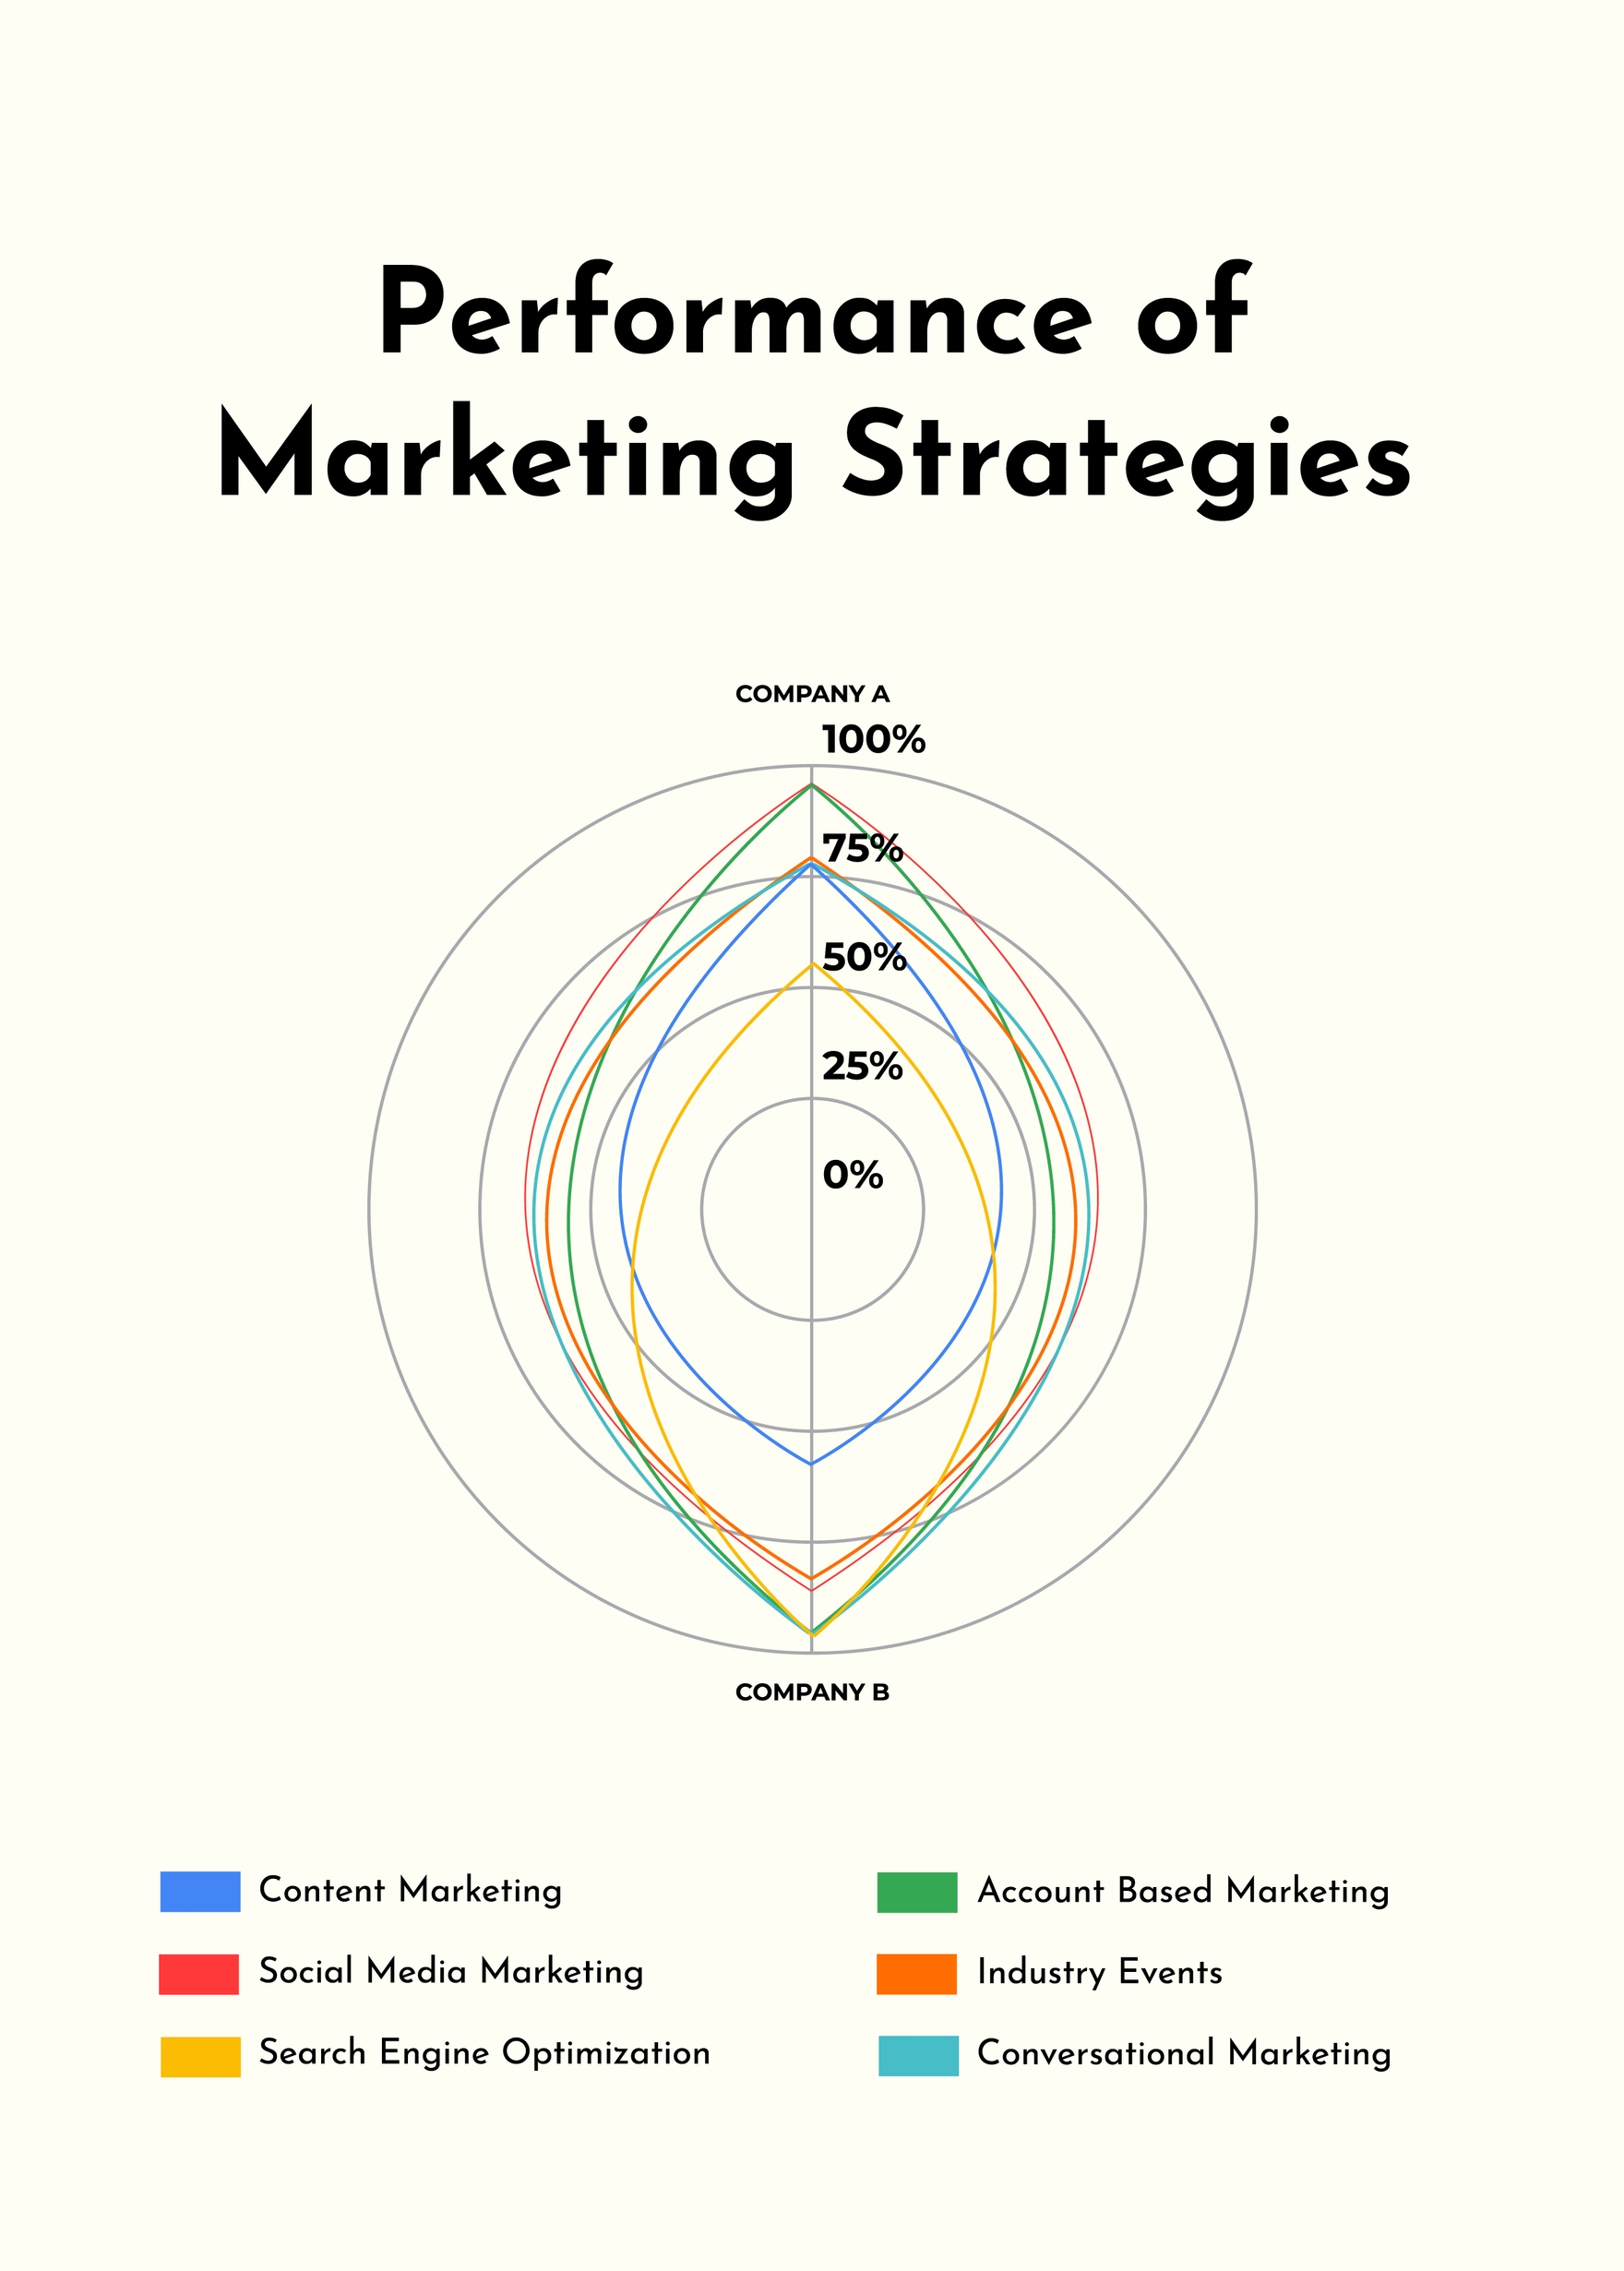 Performance of
Marketing Strategies
COMPANY A
100%
75%
50%
25%
0%
COMPANY B
Content Marketing
Social Media Marketing
Search Engine Optimization
Account Based Marketing
Industry Events
Conversational Marketing